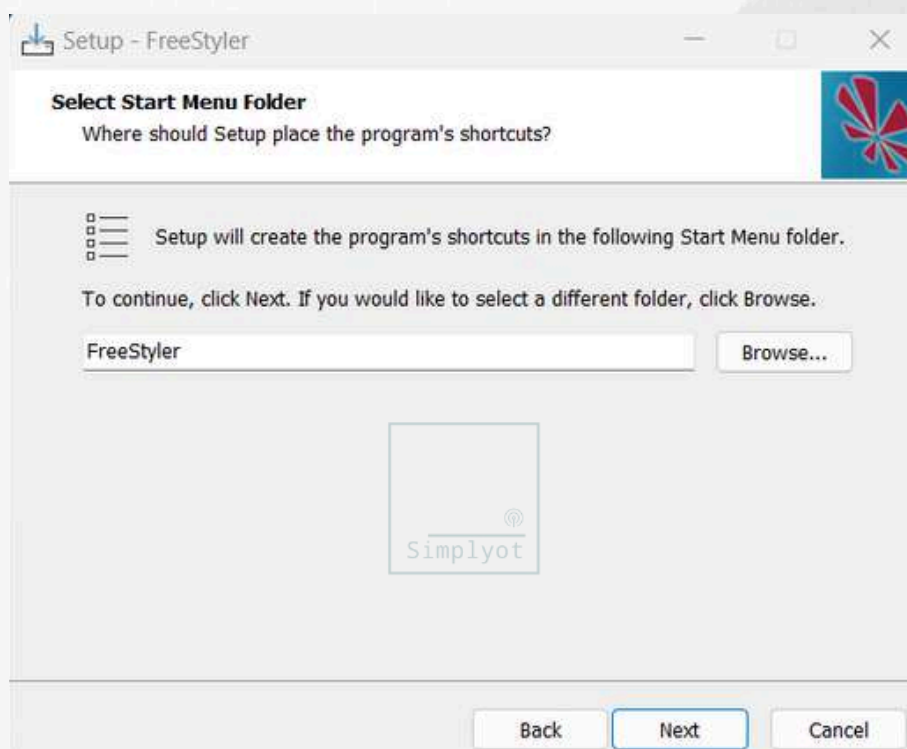 Setup - FreeStyler
Select Start Menu Folder
Where should Setup place the program's shortcuts?
Setup will create the program's shortcuts in the following Start Menu folder.
To continue, click Next. If you would like to select a different folder, click Browse.
FreeStyler
Browse...
Simplyot
Back
Next
Cancel